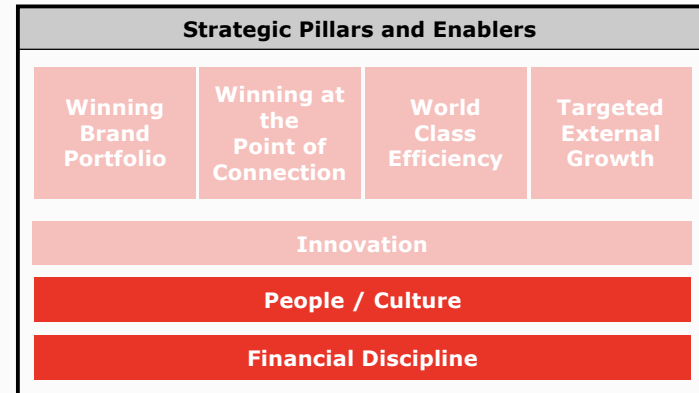 Strategic Pillars and Enablers
Winning
Brand
Portfolio
Winning at
the
Point of
Connection
World
Class
Efficiency
Targeted
External
Growth
Innovation
People / Culture
Financial Discipline